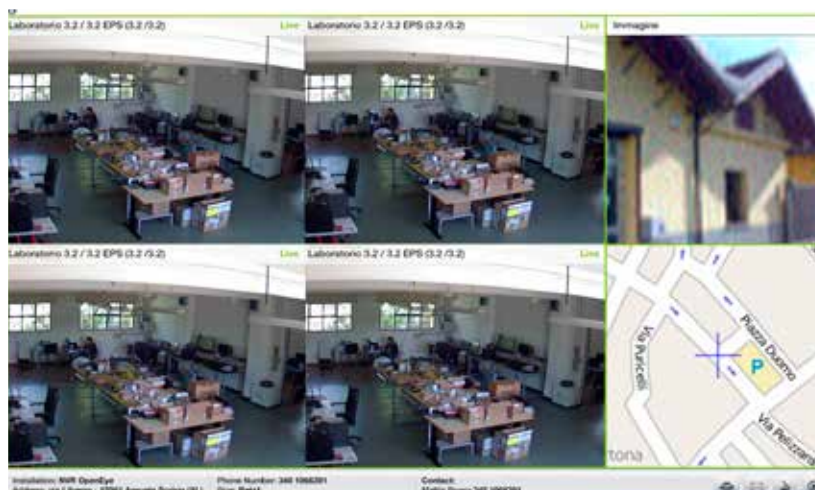 Laboratorio 3.2 / 3.2 EPS (3.2 /3.2) Live
Laboratorio 3.2 / 3.2 EPS (3.2 /3.2) Live
Immagine
Laboratorio 3.2 / 3.2 EPS (3.2 /3.2) Live
Laboratorio 3.2 / 3.2 EPS (3.2 /3.2) Live
Via Puricelli
Piazza Duomo
P
Via Pelizzana
tona
Installation: NVR OpenEye
Phone Number:
Contact: